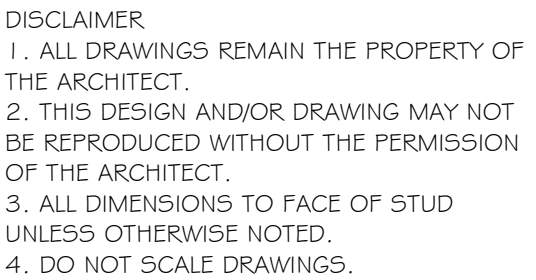 DISCLAIMER
1. ALL DRAWINGS REMAIN THE PROPERTY OF
THE ARCHITECT.
2. THIS DESIGN AND/OR DRAWING MAY NOT
BE REPRODUCED WITHOUT THE PERMISSION
OF THE ARCHITECT.
3. ALL DIMENSIONS TO FACE OF STUD
UNLESS OTHERWISE NOTED.
4. DO NOT SCALE DRAWINGS.